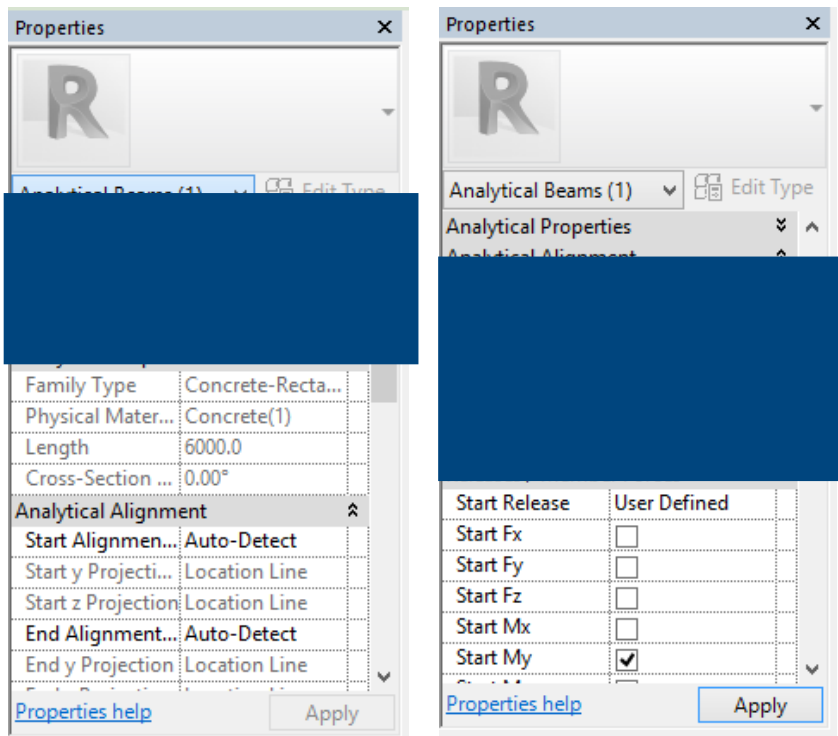 Properties
R
Analytical Beams (1) Edit Type
Family Type Concrete-Recta...
Physical Mater... Concrete(1)
Length 6000.0
Cross-Section ... 0.00°
Analytical Alignment
Start Alignmen... Auto-Detect
Start y Projecti... Location Line
Start z Projection Location Line
End Alignment... Auto-Detect
End y Projection Location Line
Properties help Apply
Properties
R
Analytical Beams (1) Edit Type
Analytical Properties
Analytical Alignment
Start Release User Defined
Start Fx
Start Fy
Start Fz
Start Mx
Start My
Properties help Apply